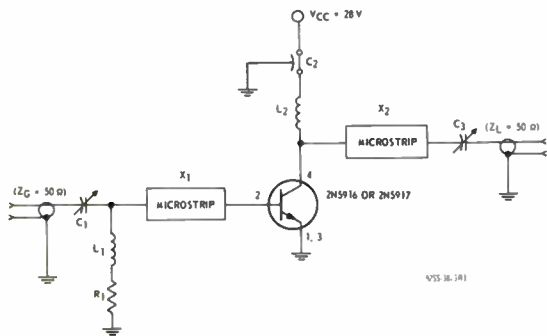 VCC = 28 V
C2
L2
X2
C3
(ZL = 50 Ω)
MICROSTRIP
X1
4
(ZG = 50 Ω)
MICROSTRIP
2
2N5916 OR 2N5917
C1
1, 3
L1
R1